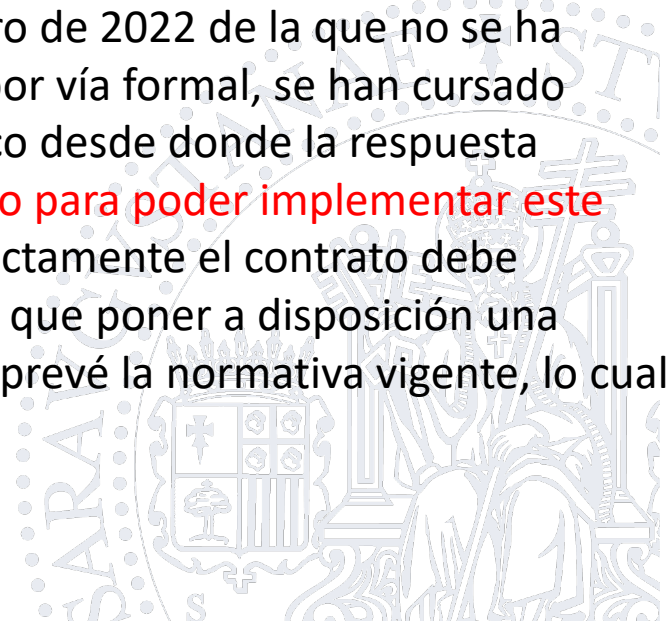 ro de 2022 de la que no se ha
por vía formal, se han cursado
co desde donde la respuesta
o para poder implementar este
ctamente el contrato debe
que poner a disposición una
prevé la normativa vigente, lo cual